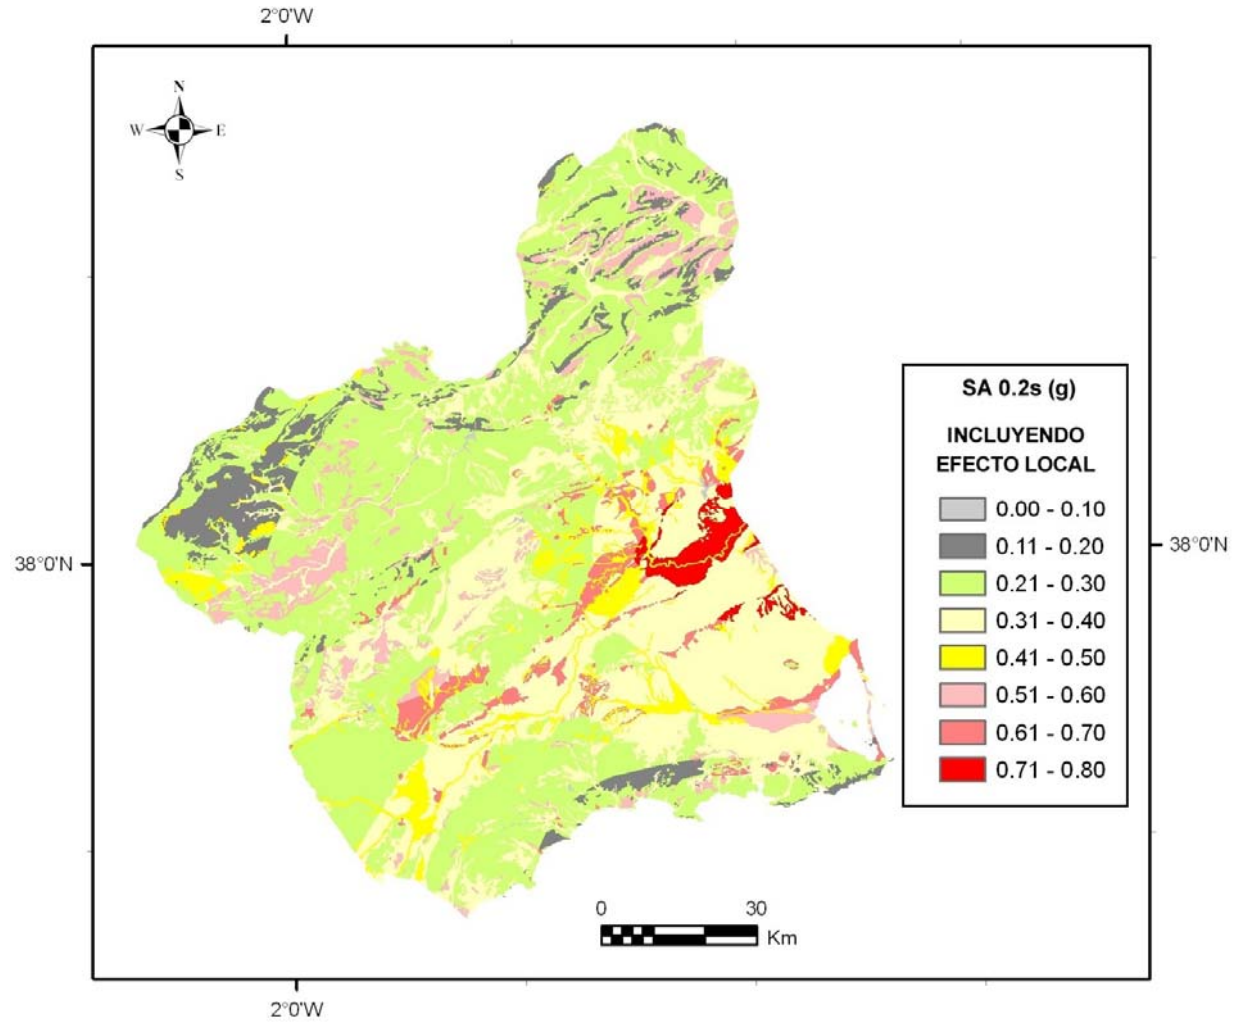 2°0'W
N
W E
S
SA 0.2s (g)
INCLUYENDO
EFECTO LOCAL
0.00 - 0.10
0.11 - 0.20
0.21 - 0.30
0.31 - 0.40
0.41 - 0.50
0.51 - 0.60
0.61 - 0.70
0.71 - 0.80
38°0'N
38°0'N
0 30
Km
2°0'W